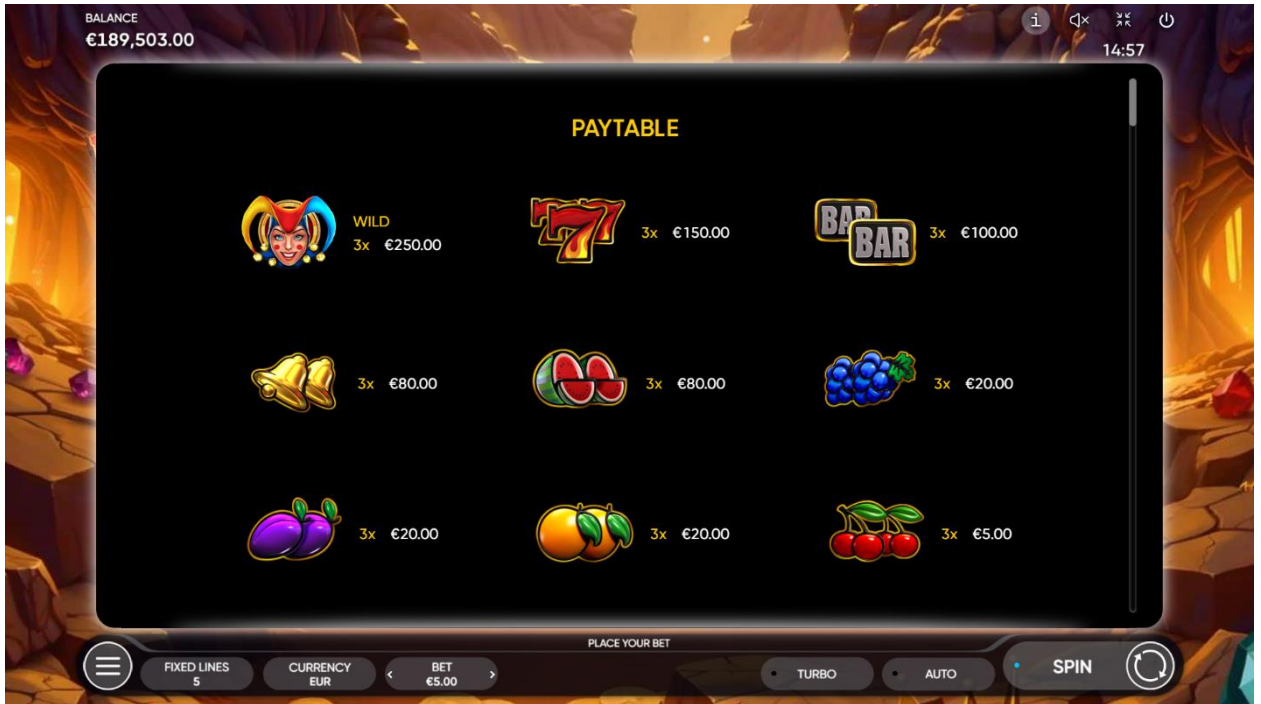 BALANCE
€189,503.00
i
14:57
PAYTABLE
WILD
3x €250.00
777
3x €150.00
BAR
BAR
3x €100.00
3x €80.00
3x €80.00
3x €20.00
3x €20.00
3x €20.00
3x €5.00
PLACE YOUR BET
FIXED LINES
5
CURRENCY
EUR
‹ BET ›
€5.00
TURBO
AUTO
SPIN